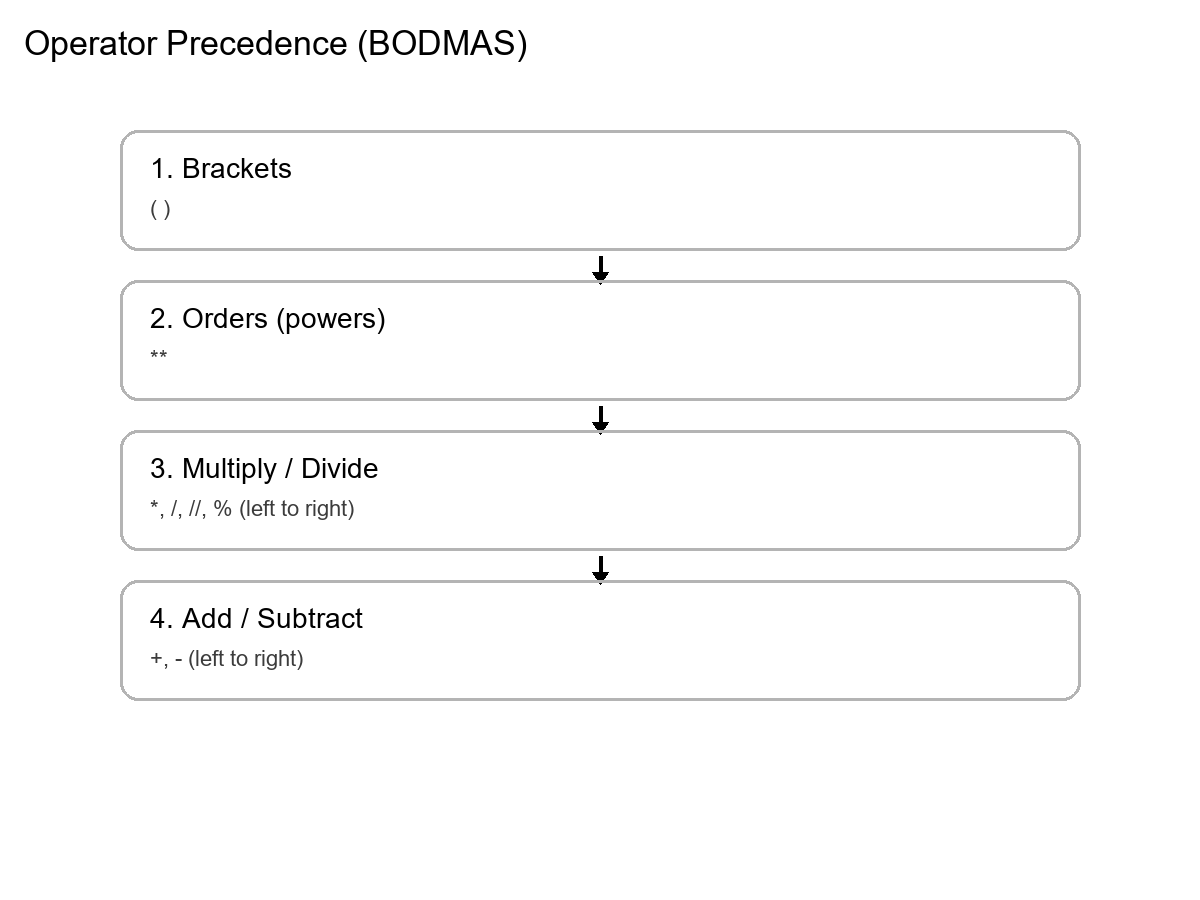 Operator Precedence (BODMAS)
1. Brackets
( )
2. Orders (powers)
**
3. Multiply / Divide
*, /, //, % (left to right)
4. Add / Subtract
+, - (left to right)